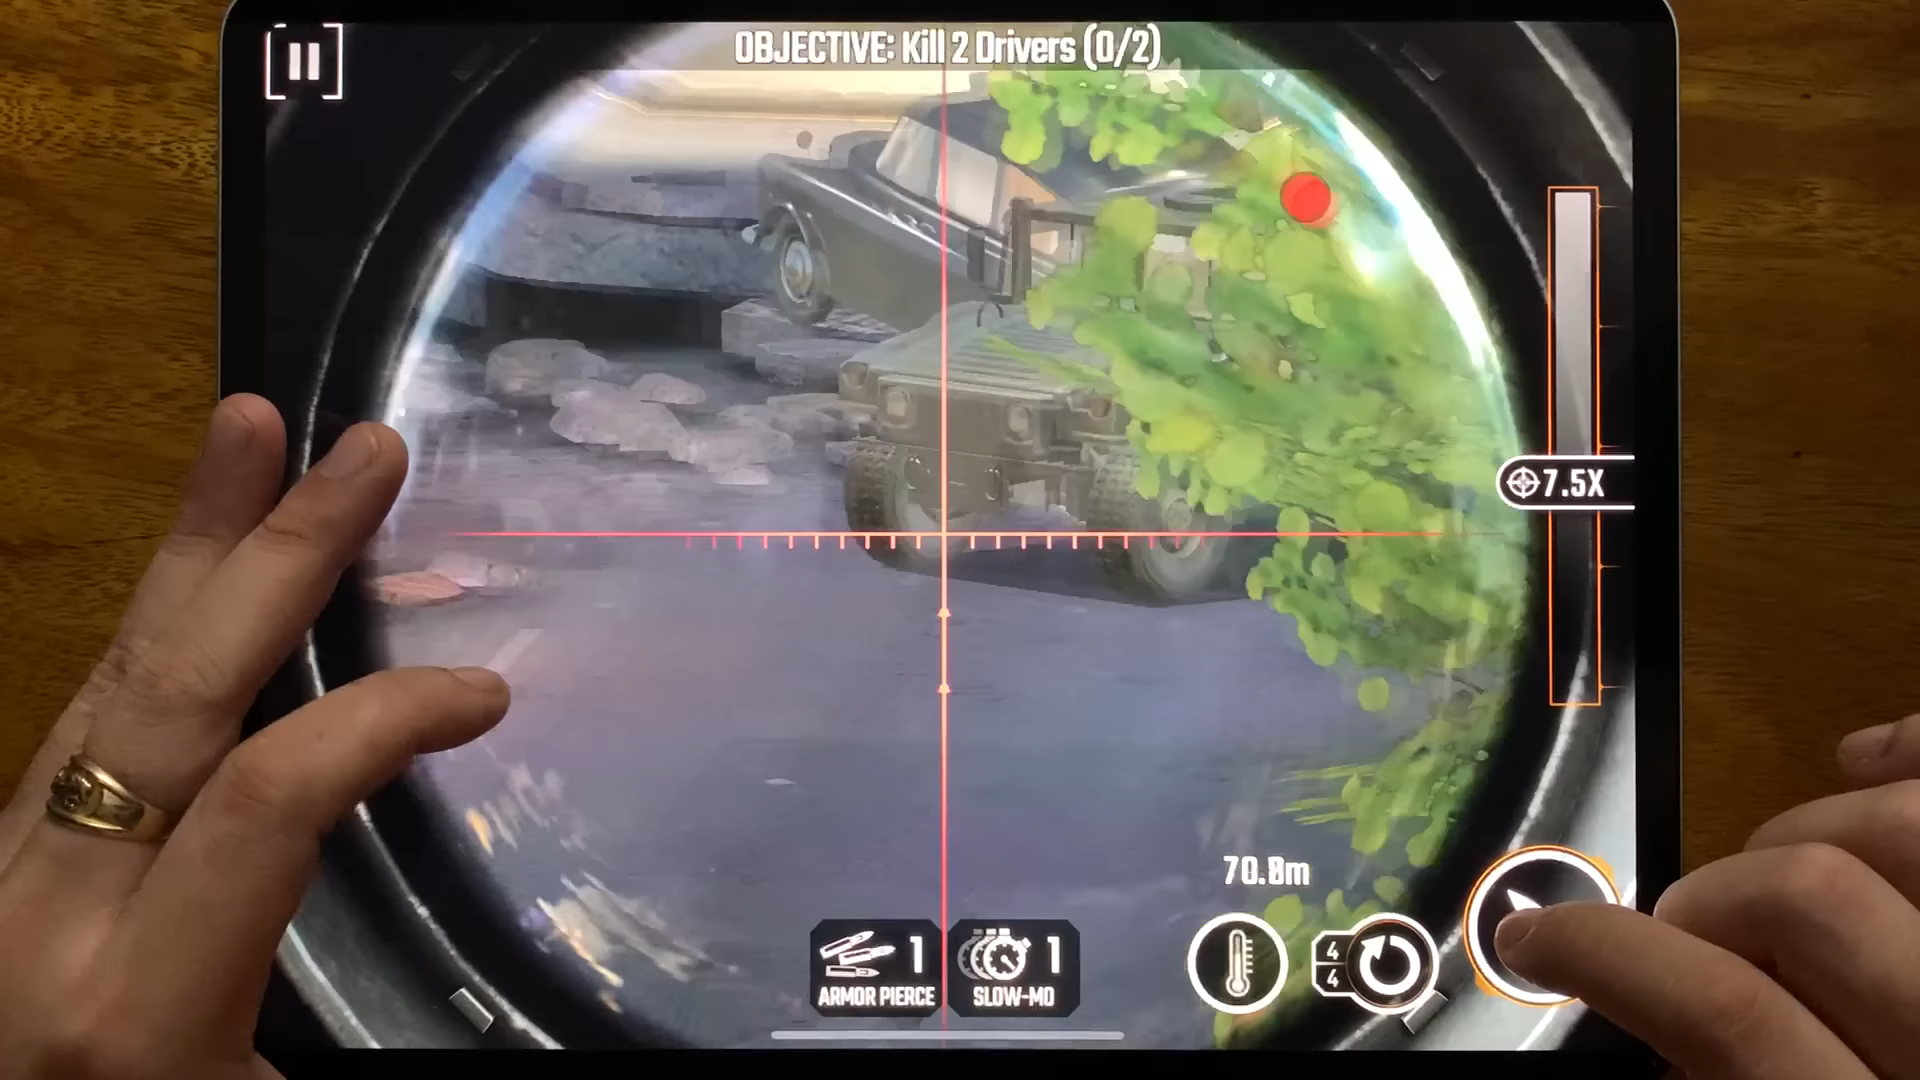 OBJECTIVE: Kill 2 Drivers (0/2)
7.5X
70.8m
1
ARMOR PIERCE
1
SLOW-MO
4
4